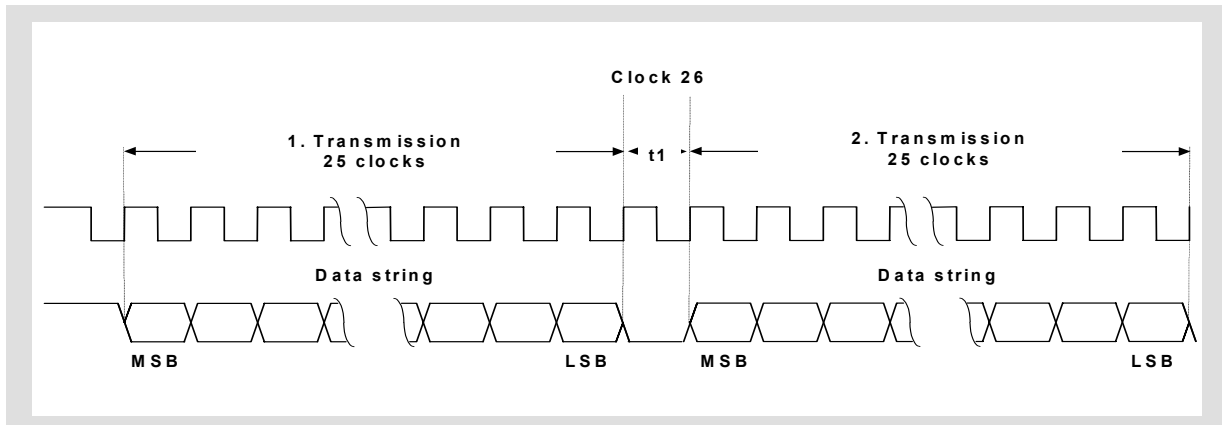 Clock 26
1. Transmission
25 clocks
t1
2. Transmission
25 clocks
Data string
Data string
MSB
LSB
MSB
LSB